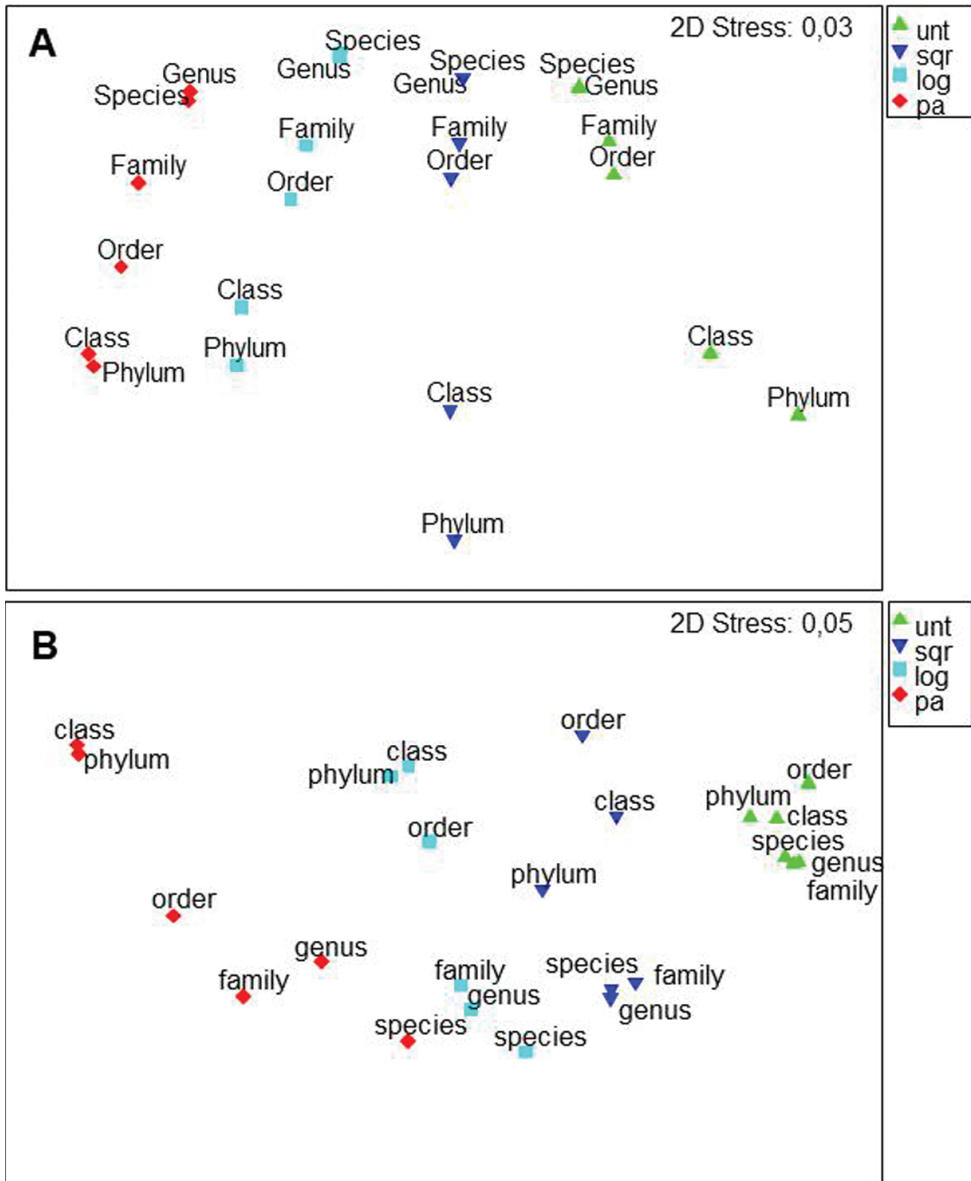 A
2D Stress: 0,03
unt
sqr
log
pa
Species
Genus
Genus
Species
Species
Genus
Species
Genus
Family
Family
Family
Order
Order
Family
Order
Order
Class
Class
Phylum
Phylum
Class
Class
Phylum
Phylum
B
2D Stress: 0,05
unt
sqr
log
pa
class
phylum
class
phylum
order
order
order
class
phylum
class
species
genus
family
phylum
order
genus
family
family
genus
species
species
species
family
genus